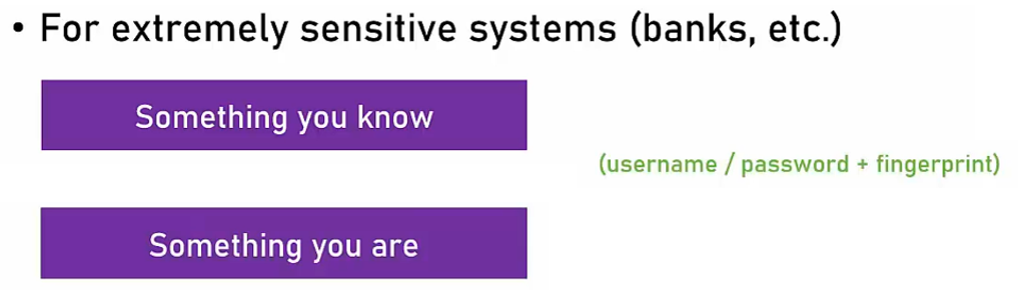 • For extremely sensitive systems (banks, etc.)
Something you know
(username / password + fingerprint)
Something you are